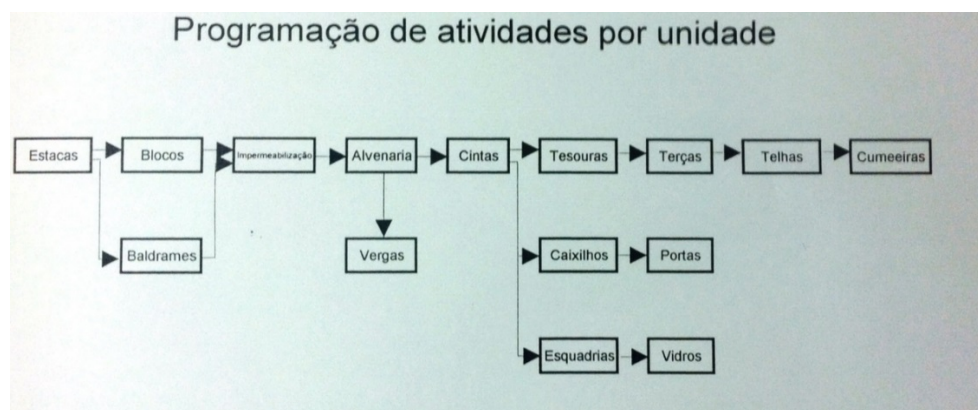 Programação de atividades por unidade
Estacas
Blocos
Impermeabilização
Alvenaria
Cintas
Tesouras
Terças
Telhas
Cumeeiras
Baldrames
Vergas
Caixilhos
Portas
Esquadrias
Vidros